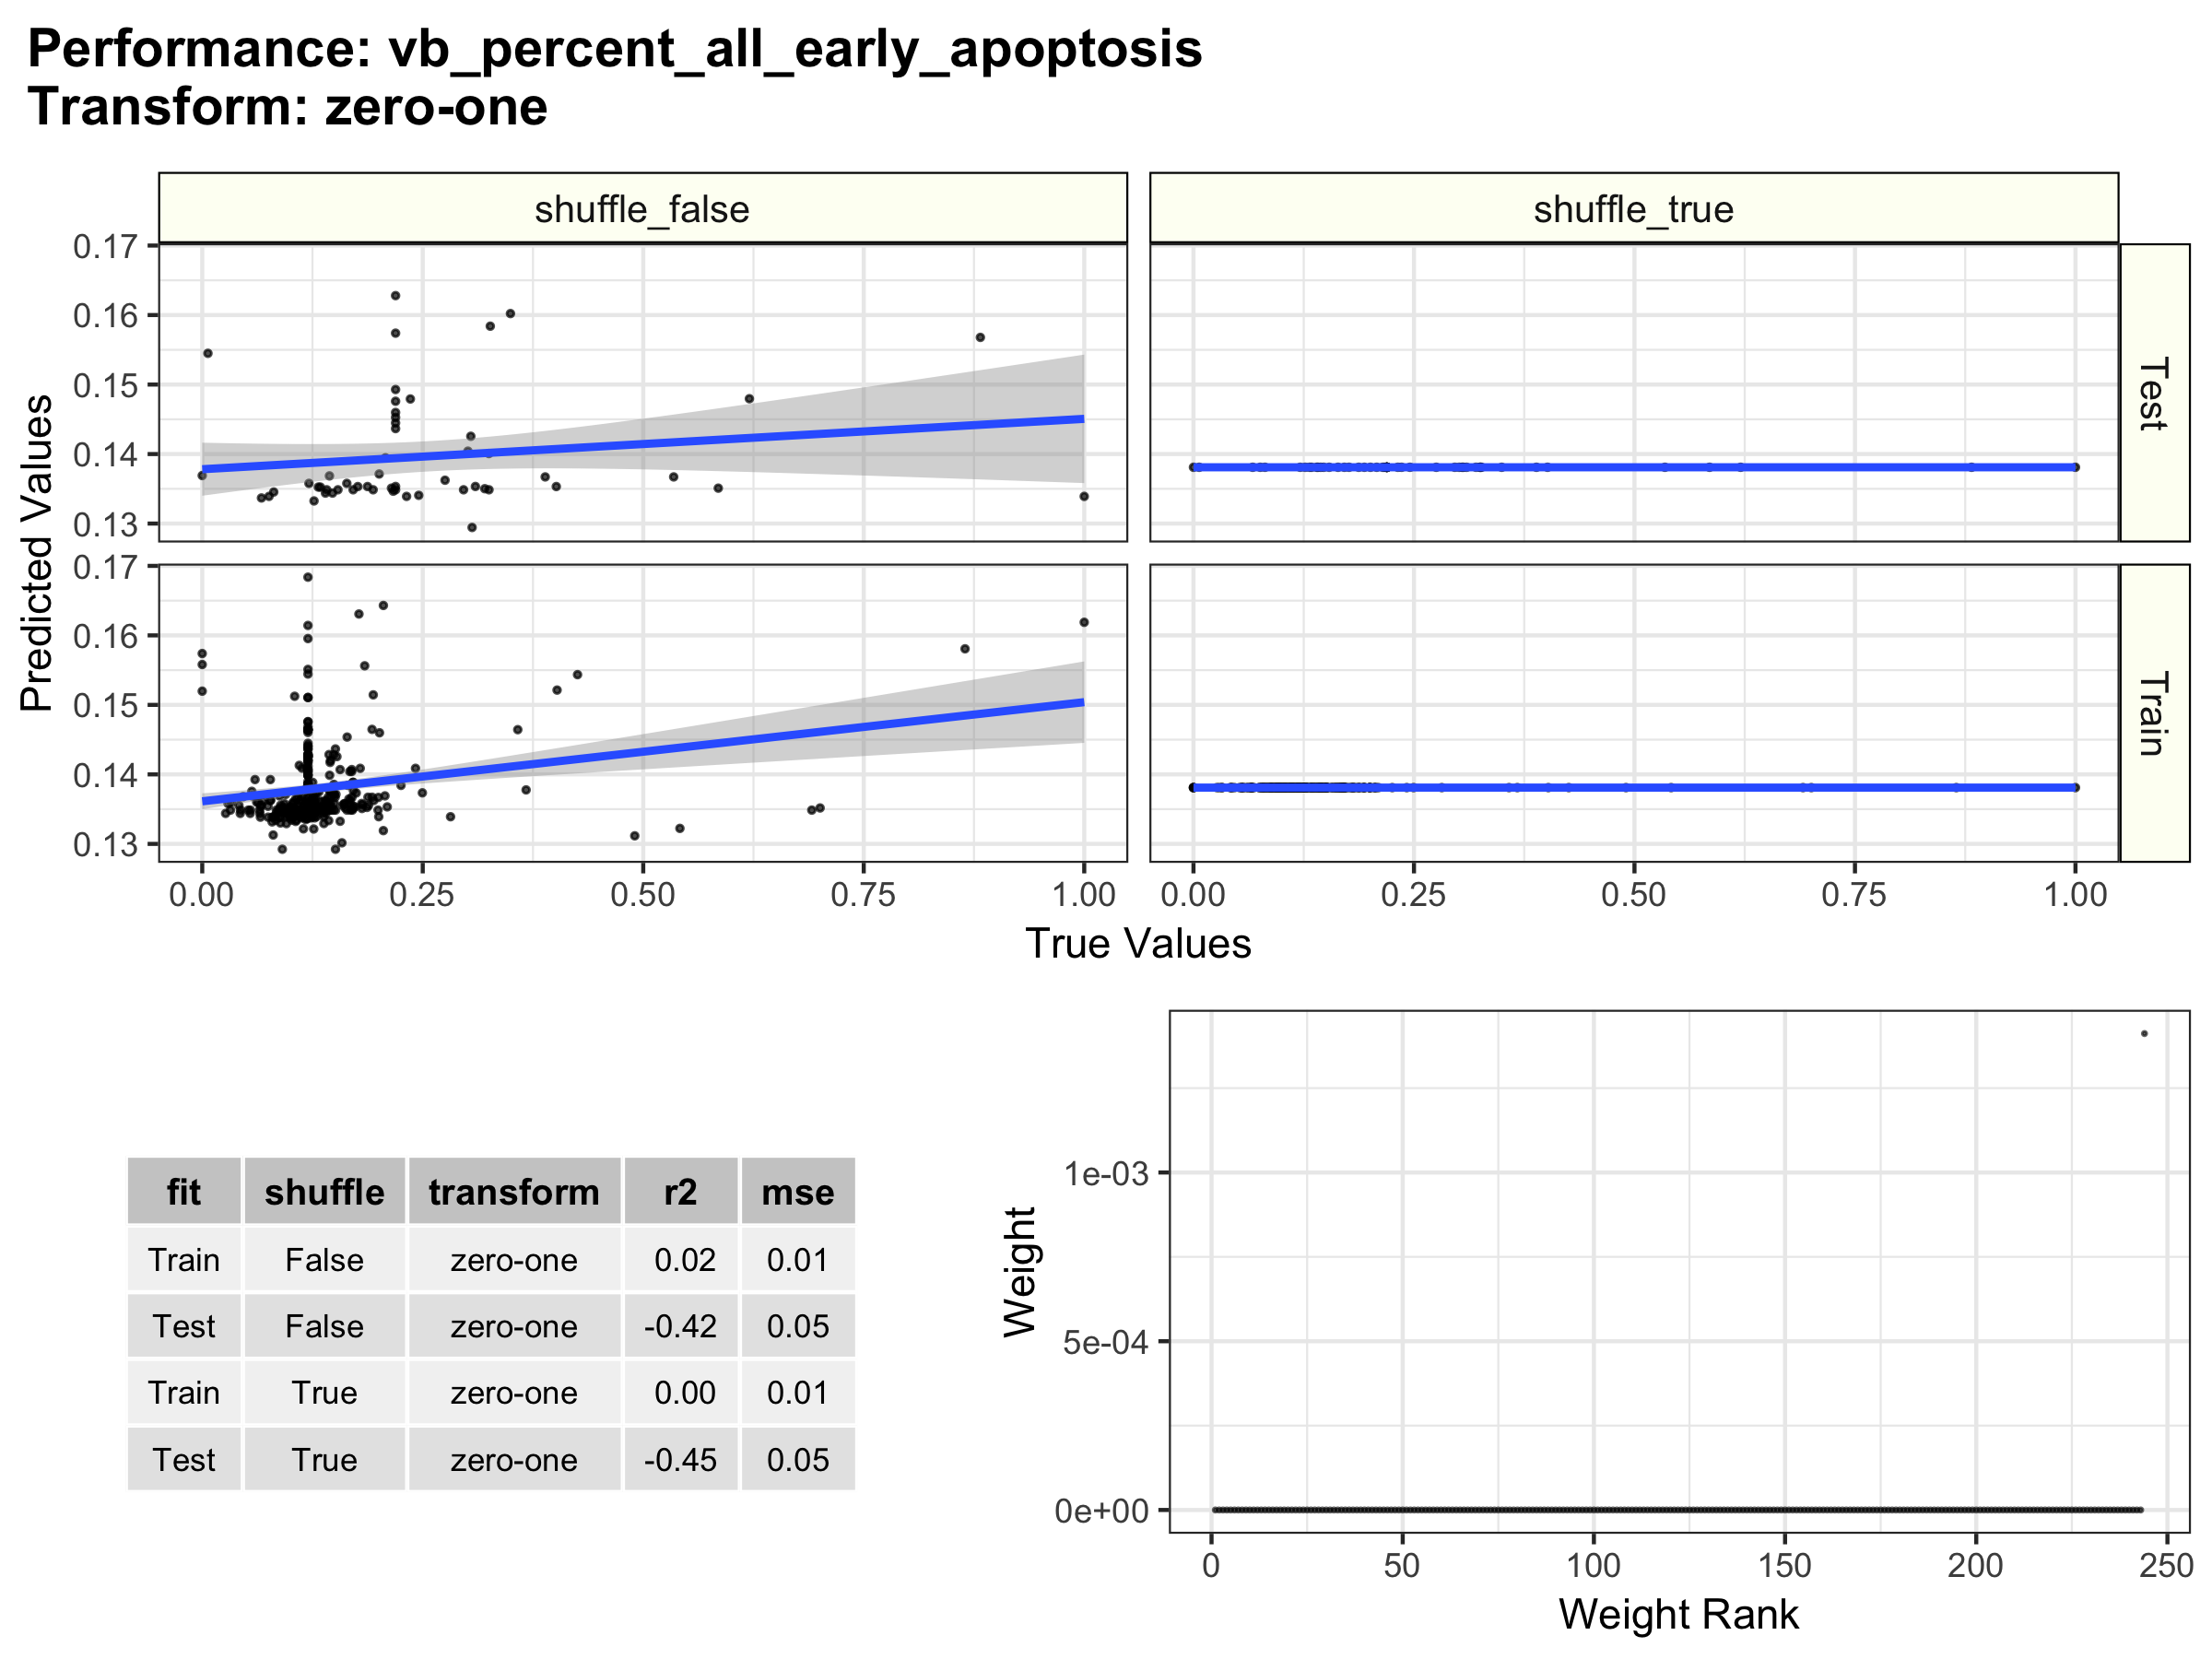 Performance: vb_percent_all_early_apoptosis
Transform: zero-one
shuffle_false
shuffle_true
0.17
0.16
0.15
0.14
0.13
Test
0.17
0.16
0.15
0.14
0.13
Train
Predicted Values
0.00 0.25 0.50 0.75 1.00
0.00 0.25 0.50 0.75 1.00
True Values
fit shuffle transform r2 mse
Train False zero-one 0.02 0.01
Test False zero-one -0.42 0.05
Train True zero-one 0.00 0.01
Test True zero-one -0.45 0.05
Weight
1e-03
5e-04
0e+00
0 50 100 150 200 250
Weight Rank